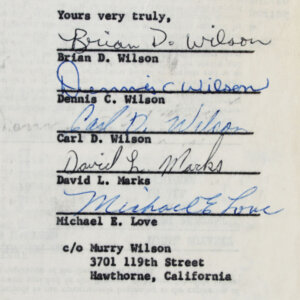 Yours very truly,
Brian D. Wilson
Brian D. Wilson
Dennis C Wilson
Dennis C. Wilson
Carl D. Wilson
Carl D. Wilson
David L. Marks
David L. Marks
Michael E Love
Michael E. Love
c/o Murry Wilson
3701 119th Street
Hawthorne, California